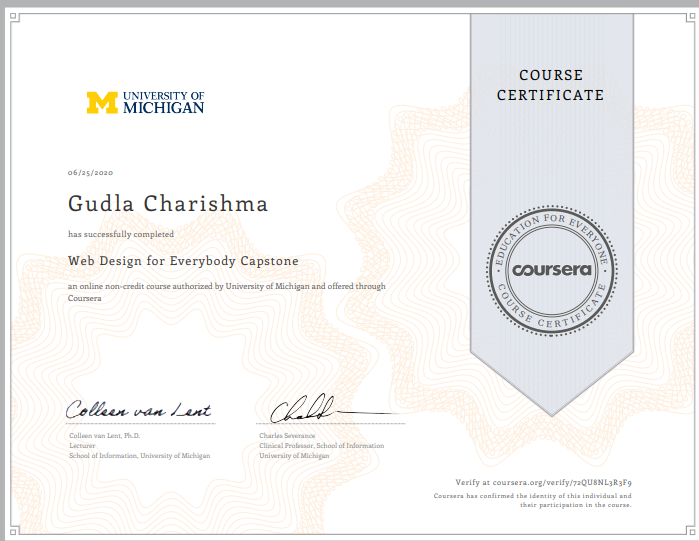 COURSE
CERTIFICATE
UNIVERSITY OF
MICHIGAN
06/25/2020
Gudla Charishma
has successfully completed
Web Design for Everybody Capstone
an online non-credit course authorized by University of Michigan and offered through
Coursera
EDUCATION FOR EVERYONE
coursera
COURSE CERTIFICATE
Colleen van Lent
Colleen van Lent, Ph.D.
Lecturer
School of Information, University of Michigan
Charles Severance
Clinical Professor, School of Information
University of Michigan
Verify at coursera.org/verify/72QU8NL3R3F9
Coursera has confirmed the identity of this individual and
their participation in the course.